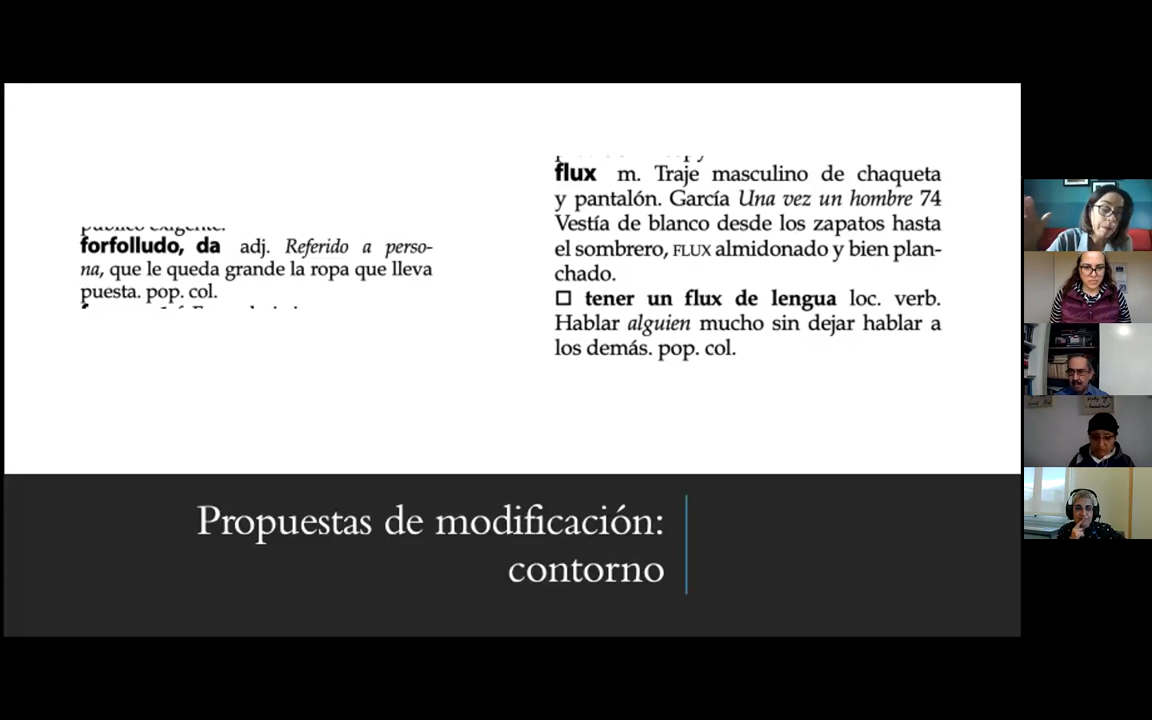 público exigente.
forfolludo, da adj. Referido a perso-
na, que le queda grande la ropa que lleva
puesta. pop. col.
flux m. Traje masculino de chaqueta
y pantalón. García Una vez un hombre 74
Vestía de blanco desde los zapatos hasta
el sombrero, FLUX almidonado y bien plan-
chado.
☐ tener un flux de lengua loc. verb.
Hablar alguien mucho sin dejar hablar a
los demás. pop. col.
Propuestas de modificación:
contorno